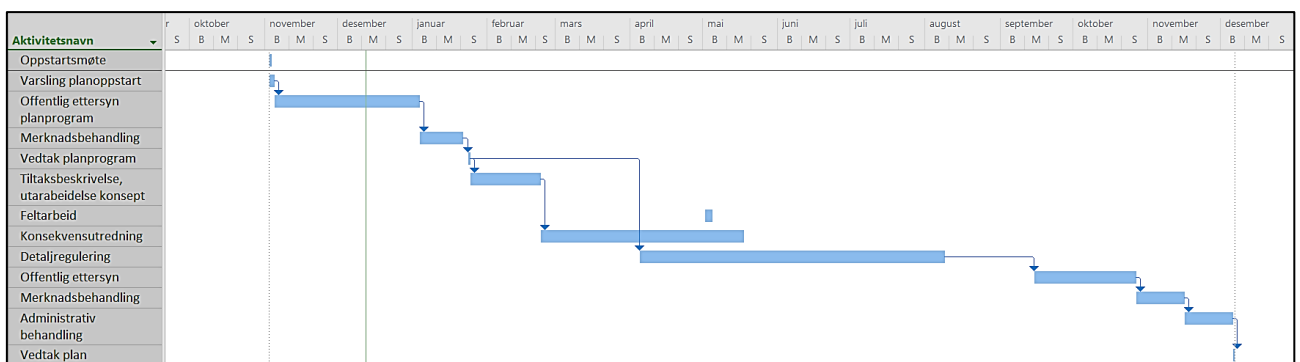 r oktober november desember januar februar mars april mai juni juli august september oktober november desember
Aktivitetsnavn S B M S B M S B M S B M S B M S B M S B M S B M S B M S B M S B M S B M S B M S B M S B M S
Oppstartsmøte
Varsling planoppstart
Offentlig ettersyn
planprogram
Merknadsbehandling
Vedtak planprogram
Tiltaksbeskrivelse,
utarabeidelse konsept
Feltarbeid
Konsekvensutredning
Detaljregulering
Offentlig ettersyn
Merknadsbehandling
Administrativ
behandling
Vedtak plan